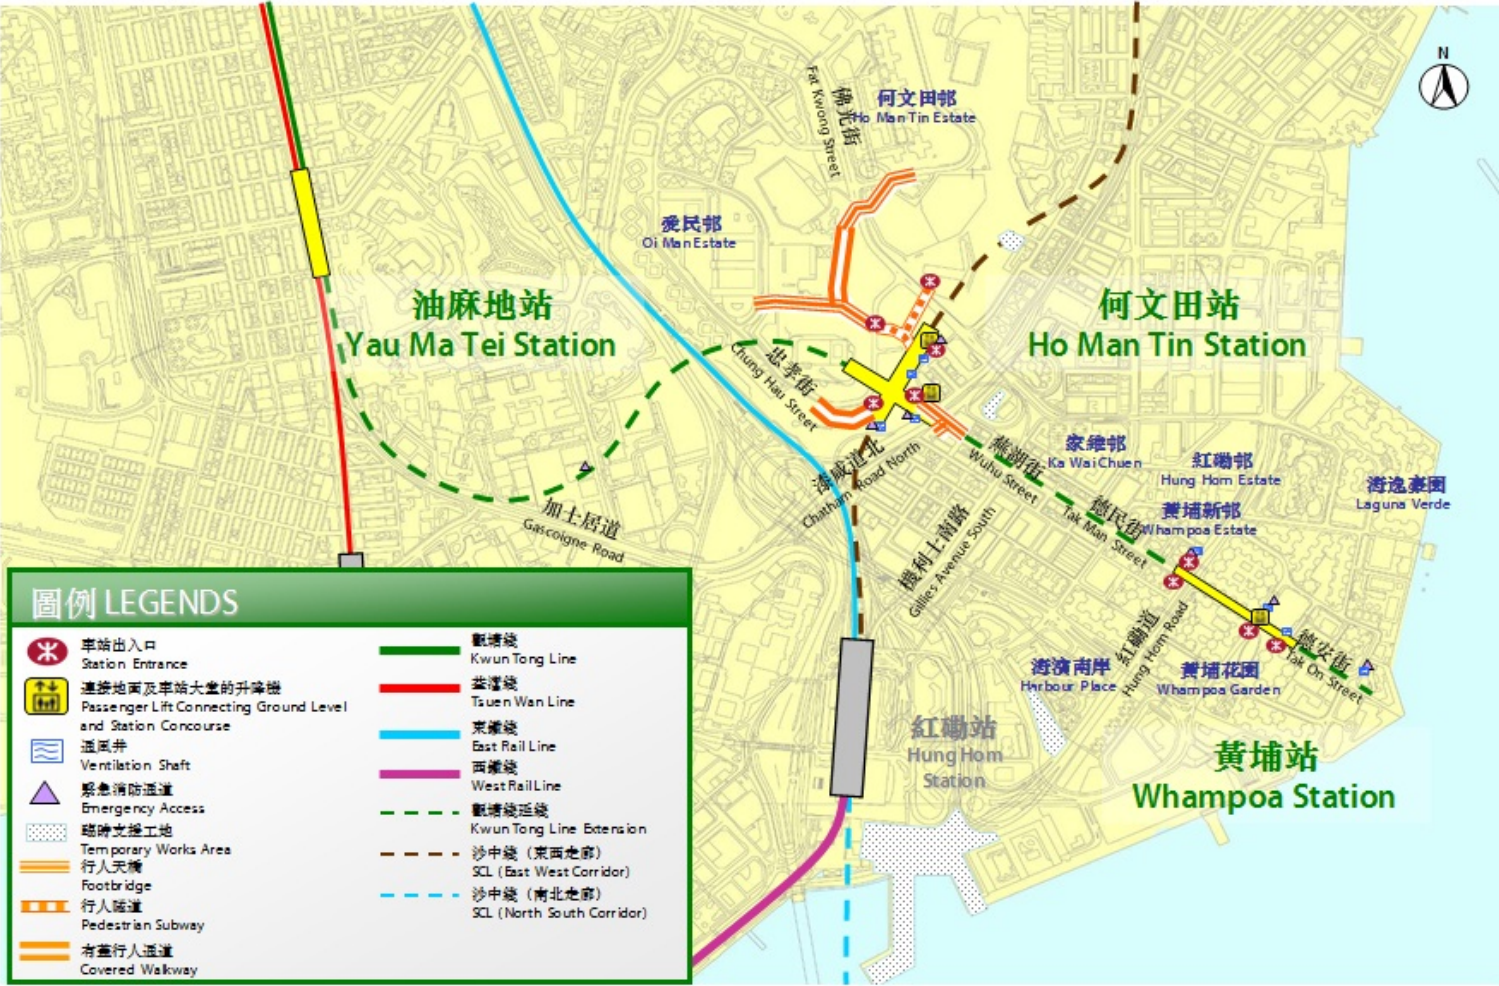 N
佛光街
Fat Kwong Street
何文田邨
Ho Man Tin Estate
愛民邨
Oi Man Estate
油麻地站
Yau Ma Tei Station
何文田站
Ho Man Tin Station
忠孝街
Chung Hau Street
漆咸道北
Chatham Road North
蕪湖街
Wuhu Street
家維邨
Ka Wai Chuen
紅磡邨
Hung Hom Estate
海逸豪園
Laguna Verde
德民街
Tak Man Street
黃埔新邨
Whampoa Estate
加士居道
Gascoigne Road
機利士南路
Gillies Avenue South
紅磡道
Hung Hom Road
德安街
Tak On Street
海濱南岸
Harbour Place
黃埔花園
Whampoa Garden
紅磡站
Hung Hom
Station
黃埔站
Whampoa Station
圖例 LEGENDS
車站出入口
Station Entrance
連接地面及車站大堂的升降機
Passenger Lift Connecting Ground Level
and Station Concourse
通風井
Ventilation Shaft
緊急消防通道
Emergency Access
臨時支援工地
Temporary Works Area
行人天橋
Footbridge
行人隧道
Pedestrian Subway
有蓋行人通道
Covered Walkway
觀塘綫
Kwun Tong Line
荃灣綫
Tsuen Wan Line
東鐵綫
East Rail Line
西鐵綫
West Rail Line
觀塘綫延綫
Kwun Tong Line Extension
沙中綫（東西走廊）
SCL (East West Corridor)
沙中綫（南北走廊）
SCL (North South Corridor)